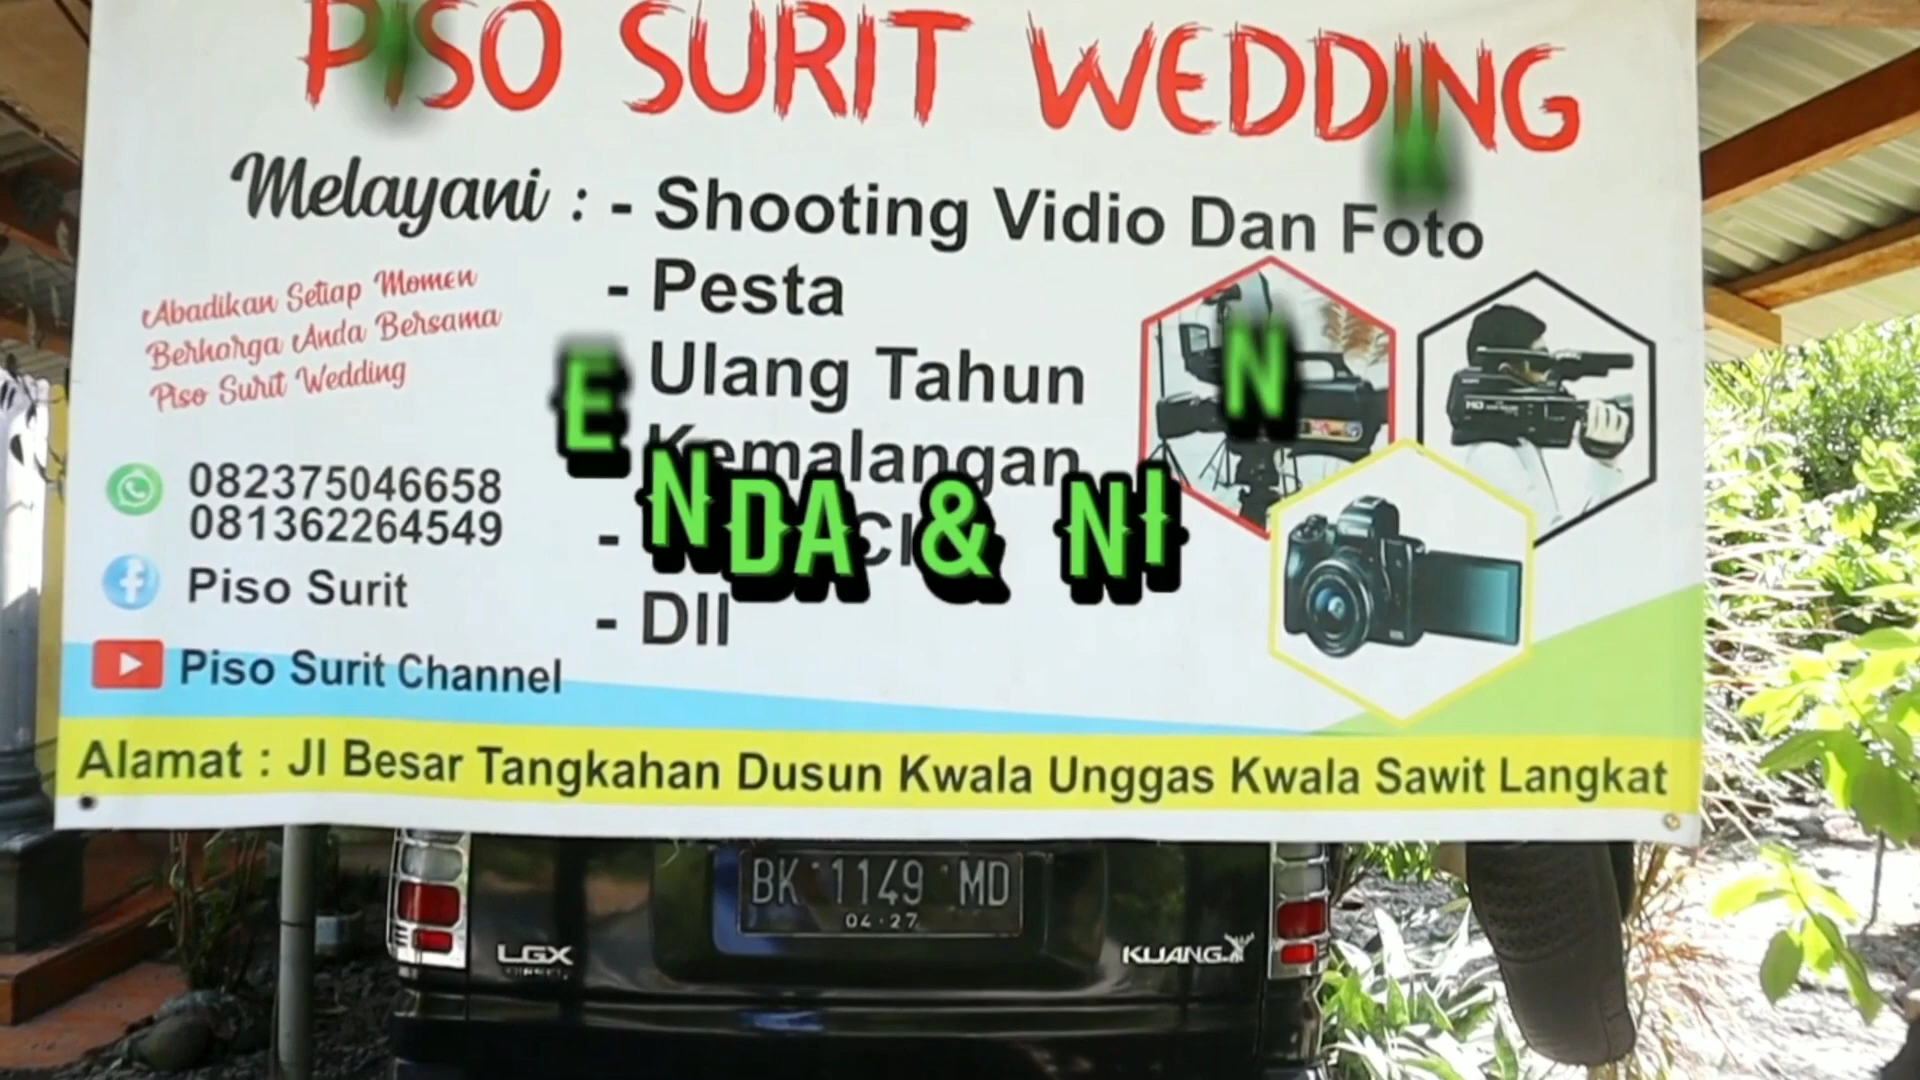 PISO SURIT WEDDING
Melayani : - Shooting Vidio Dan Foto
- Pesta
Ulang Tahun
Kemalangan
-
- Dll
Abadikan Setiap Momen
Berharga Anda Bersama
Piso Surit Wedding
082375046658
081362264549
Piso Surit
Piso Surit Channel
E NDA & NI N
Alamat : Jl Besar Tangkahan Dusun Kwala Unggas Kwala Sawit Langkat
BK 1149 MD
04·27
LGX
KIJANG